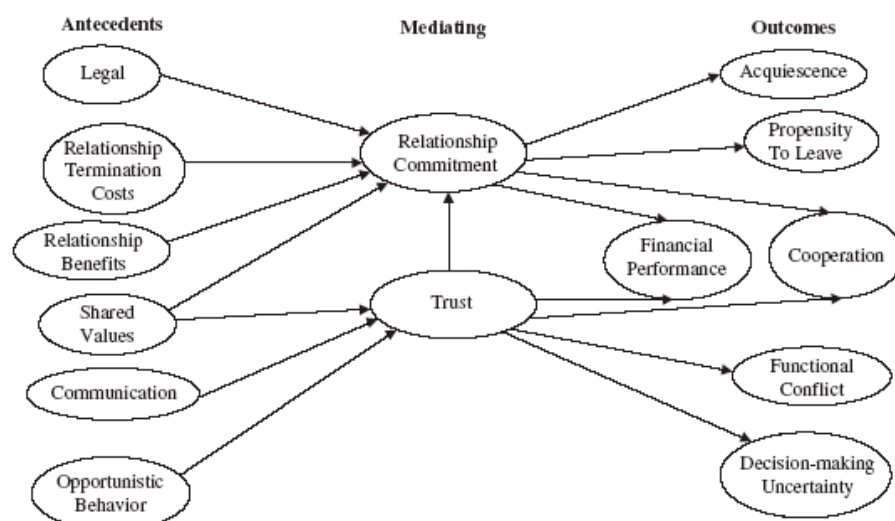 Antecedents
Mediating
Outcomes
Legal
Relationship
Termination
Costs
Relationship
Benefits
Shared
Values
Communication
Opportunistic
Behavior
Relationship
Commitment
Trust
Acquiescence
Propensity
To Leave
Financial
Performance
Cooperation
Functional
Conflict
Decision-making
Uncertainty